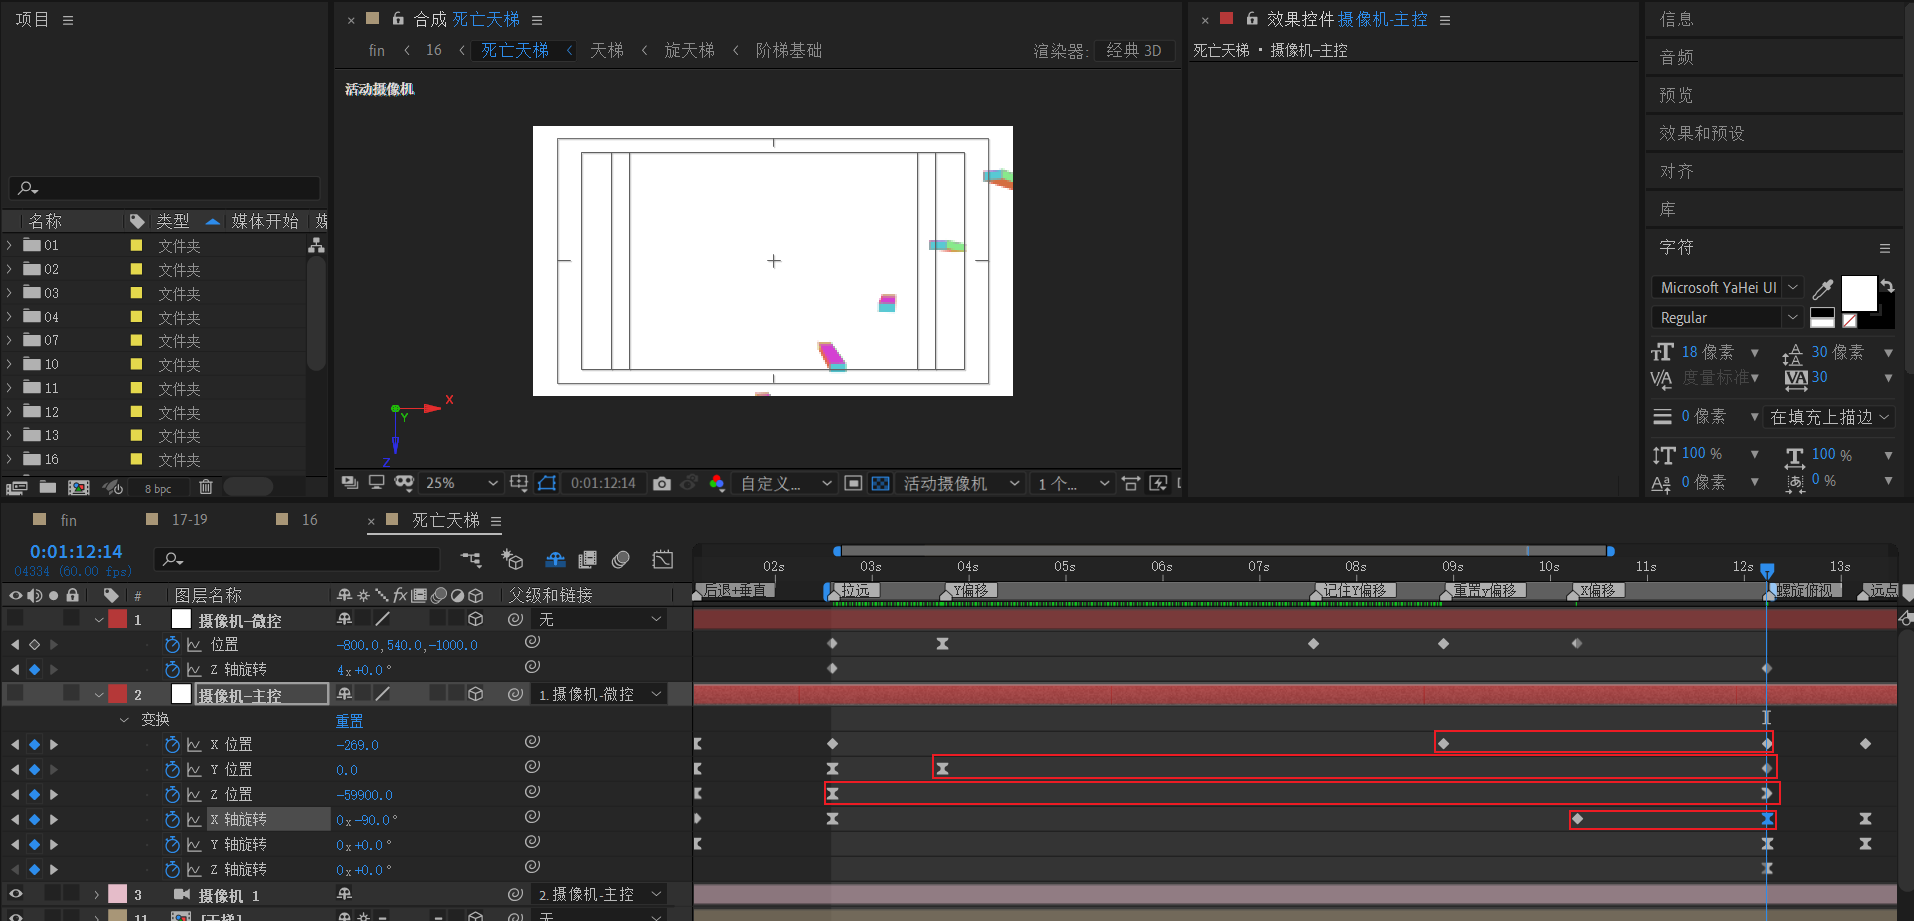 项目
合成 死亡天梯
fin
16
死亡天梯
天梯
旋天梯
阶梯基础
渲染器:
经典 3D
活动摄像机
X
Y
Z
25%
0:01:12:14
自定义...
活动摄像机
1 个...
效果控件 摄像机-主控
死亡天梯 • 摄像机-主控
信息
音频
预览
效果和预设
对齐
库
字符
Microsoft YaHei UI
Regular
18 像素
30 像素
度量标准
30
0 像素
在填充上描边
100 %
100 %
0 像素
0 %
名称
类型
媒体开始
媒
01
文件夹
02
文件夹
03
文件夹
04
文件夹
07
文件夹
10
文件夹
11
文件夹
12
文件夹
13
文件夹
16
文件夹
8 bpc
fin
17-19
16
死亡天梯
0:01:12:14
04334 (60.00 fps)
02s
03s
04s
05s
06s
07s
08s
09s
10s
11s
12s
13s
#
图层名称
父级和链接
后退+垂直
拉远
Y偏移
记住Y偏移
重置y偏移
X偏移
螺旋俯视
远点
1
摄像机-微控
无
位置
-800.0,540.0,-1000.0
Z 轴旋转
4x+0.0°
2
摄像机-主控
1. 摄像机-微控
变换
重置
X 位置
-269.0
Y 位置
0.0
Z 位置
-59900.0
X 轴旋转
0x-90.0°
Y 轴旋转
0x+0.0°
Z 轴旋转
0x+0.0°
3
摄像机 1
2. 摄像机-主控
11
[天梯]
无